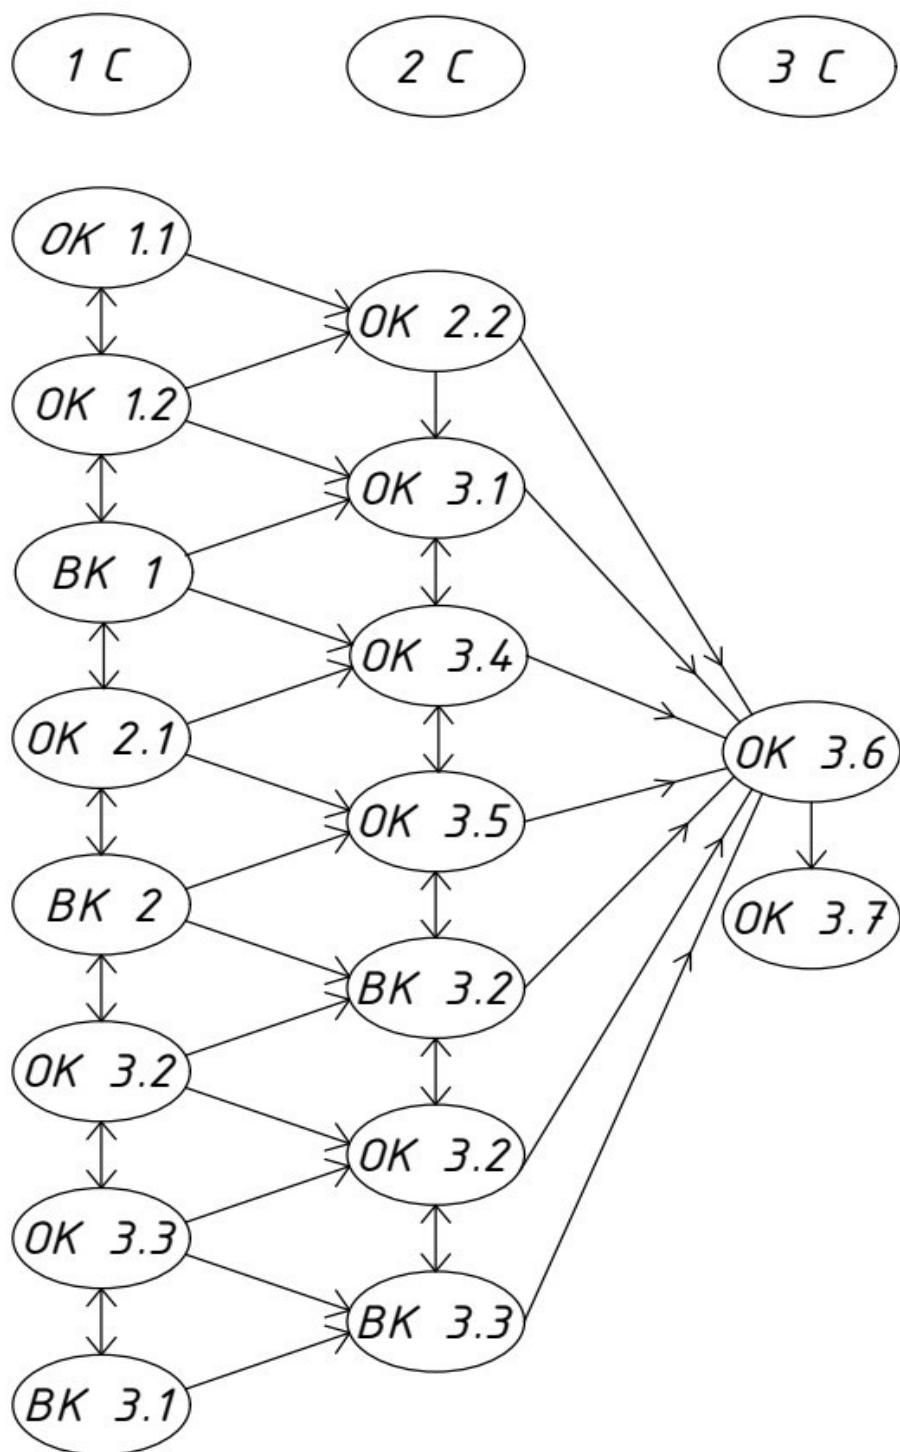 1 С
2 С
3 С
ОК 1.1
ОК 1.2
ВК 1
ОК 2.1
ВК 2
ОК 3.2
ОК 3.3
ВК 3.1
ОК 2.2
ОК 3.1
ОК 3.4
ОК 3.5
ВК 3.2
ОК 3.2
ВК 3.3
ОК 3.6
ОК 3.7